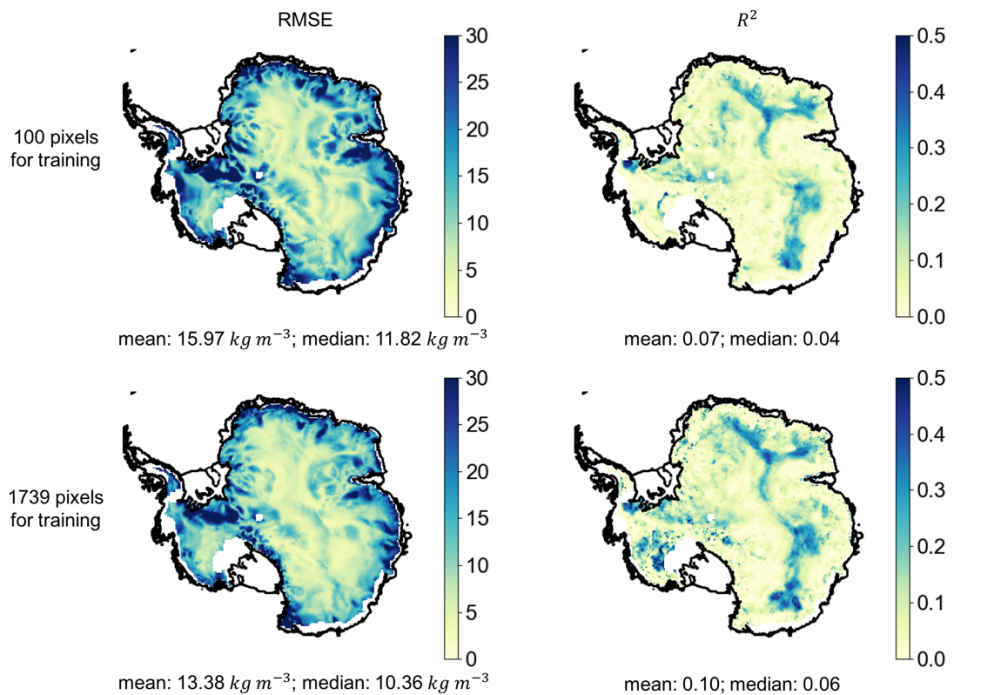 RMSE
R²
100 pixels
for training
30
25
20
15
10
5
0
0.5
0.4
0.3
0.2
0.1
0.0
mean: 15.97 kg m⁻³; median: 11.82 kg m⁻³
mean: 0.07; median: 0.04
1739 pixels
for training
30
25
20
15
10
5
0
0.5
0.4
0.3
0.2
0.1
0.0
mean: 13.38 kg m⁻³; median: 10.36 kg m⁻³
mean: 0.10; median: 0.06